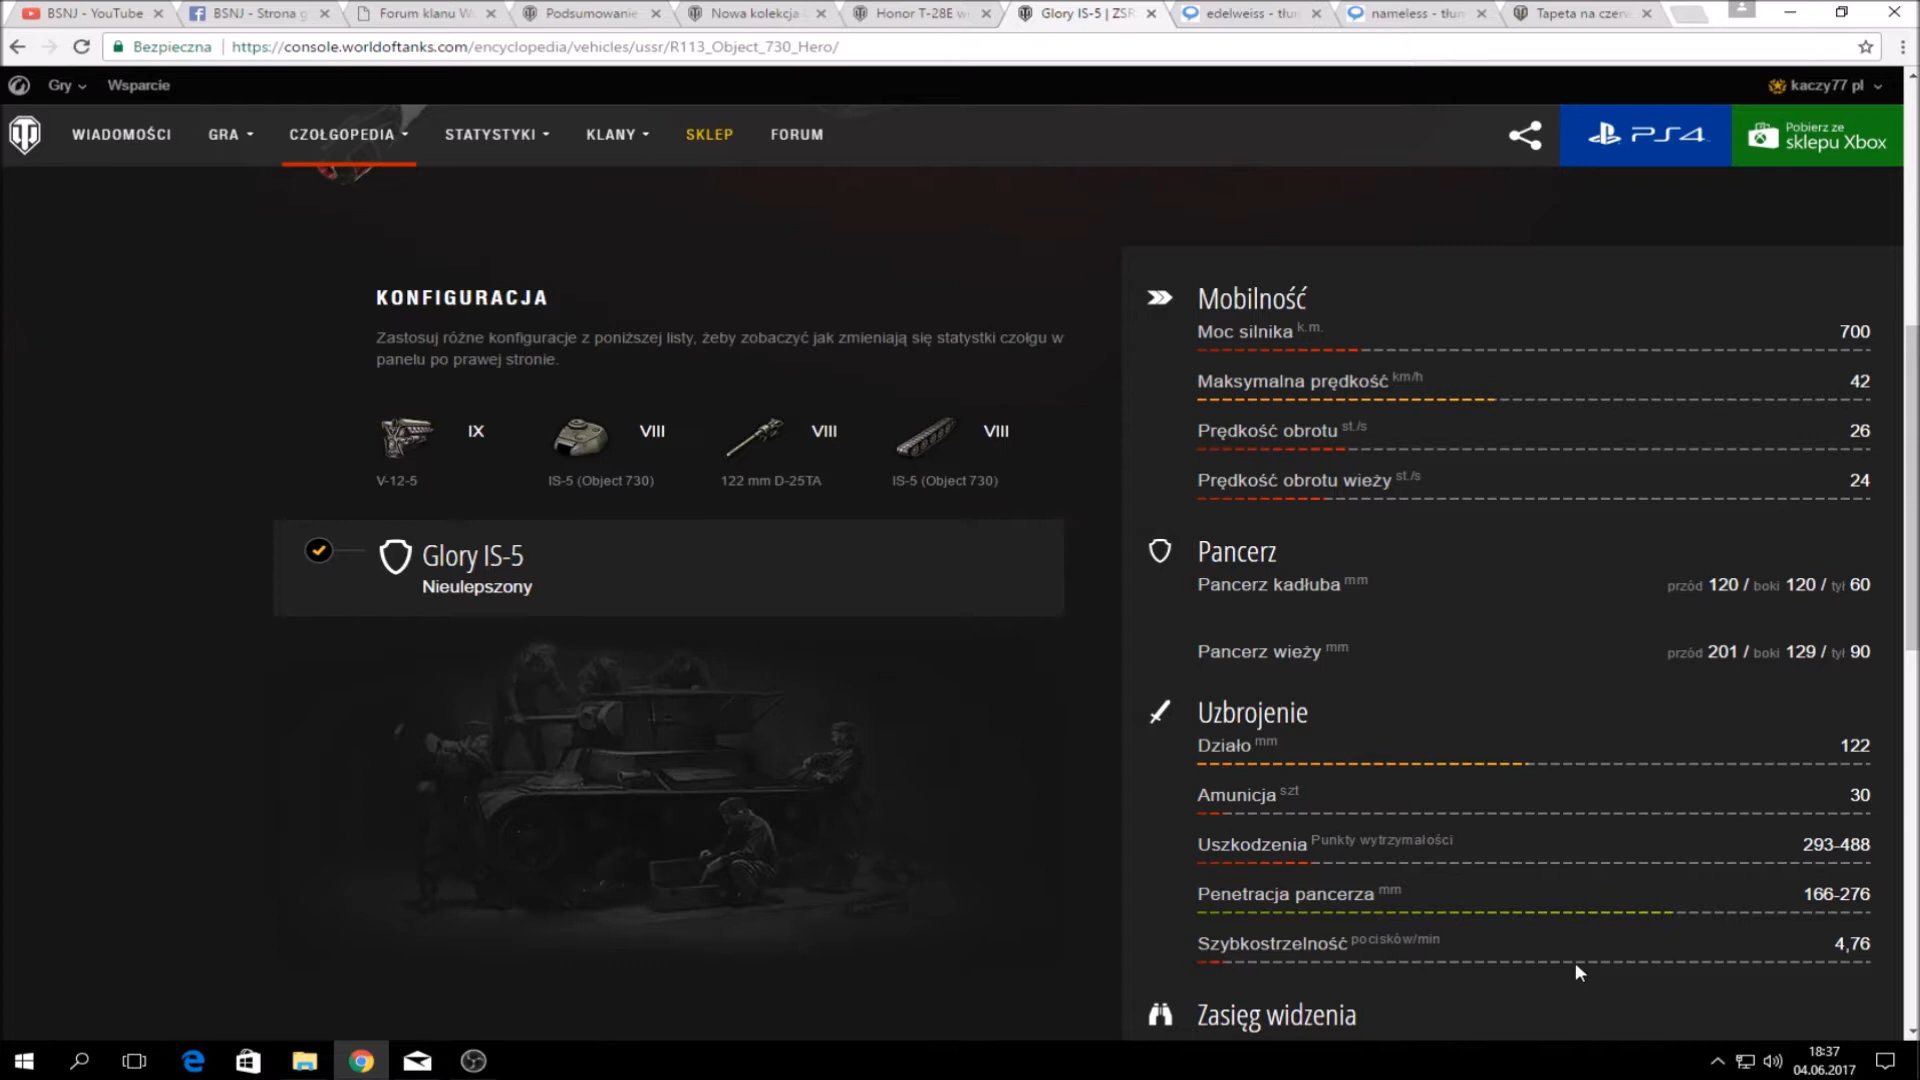 BSNJ - YouTube
BSNJ - Strona g
Forum klanu W
Podsumowanie
Nowa kolekcja
Honor T-28E w
Glory IS-5 | ZSR
edelweiss - tłum
nameless - tłum
Tapeta na czerw
Bezpieczna
https://console.worldoftanks.com/encyclopedia/vehicles/ussr/R113_Object_730_Hero/
Gry
Wsparcie
kaczy77 pl
WIADOMOŚCI
GRA
CZOŁGOPEDIA
STATYSTYKI
KLANY
SKLEP
FORUM
PS4
Pobierz ze
sklepu Xbox
KONFIGURACJA
Zastosuj różne konfiguracje z poniższej listy, żeby zobaczyć jak zmieniają się statystki czołgu w
panelu po prawej stronie.
IX
VIII
VIII
VIII
V-12-5
IS-5 (Object 730)
122 mm D-25TA
IS-5 (Object 730)
Glory IS-5
Nieulepszony
Mobilność
Moc silnika k.m. 700
Maksymalna prędkość km/h 42
Prędkość obrotu st./s 26
Prędkość obrotu wieży st./s 24
Pancerz
Pancerz kadłuba mm przód 120 / boki 120 / tył 60
Pancerz wieży mm przód 201 / boki 129 / tył 90
Uzbrojenie
Działo mm 122
Amunicja szt 30
Uszkodzenia Punkty wytrzymałości 293-488
Penetracja pancerza mm 166-276
Szybkostrzelność pocisków/min 4,76
Zasięg widzenia
18:37
04.06.2017